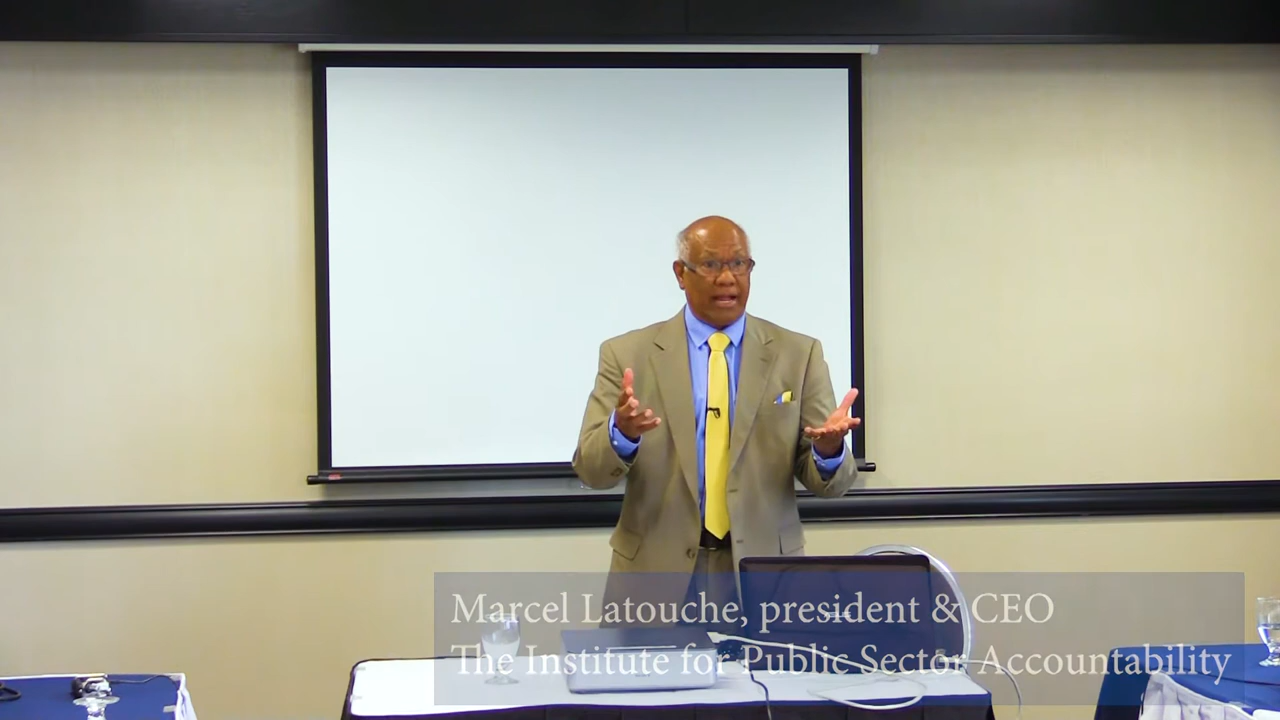 Marcel Latouche, president & CEO
The Institute for Public Sector Accountability